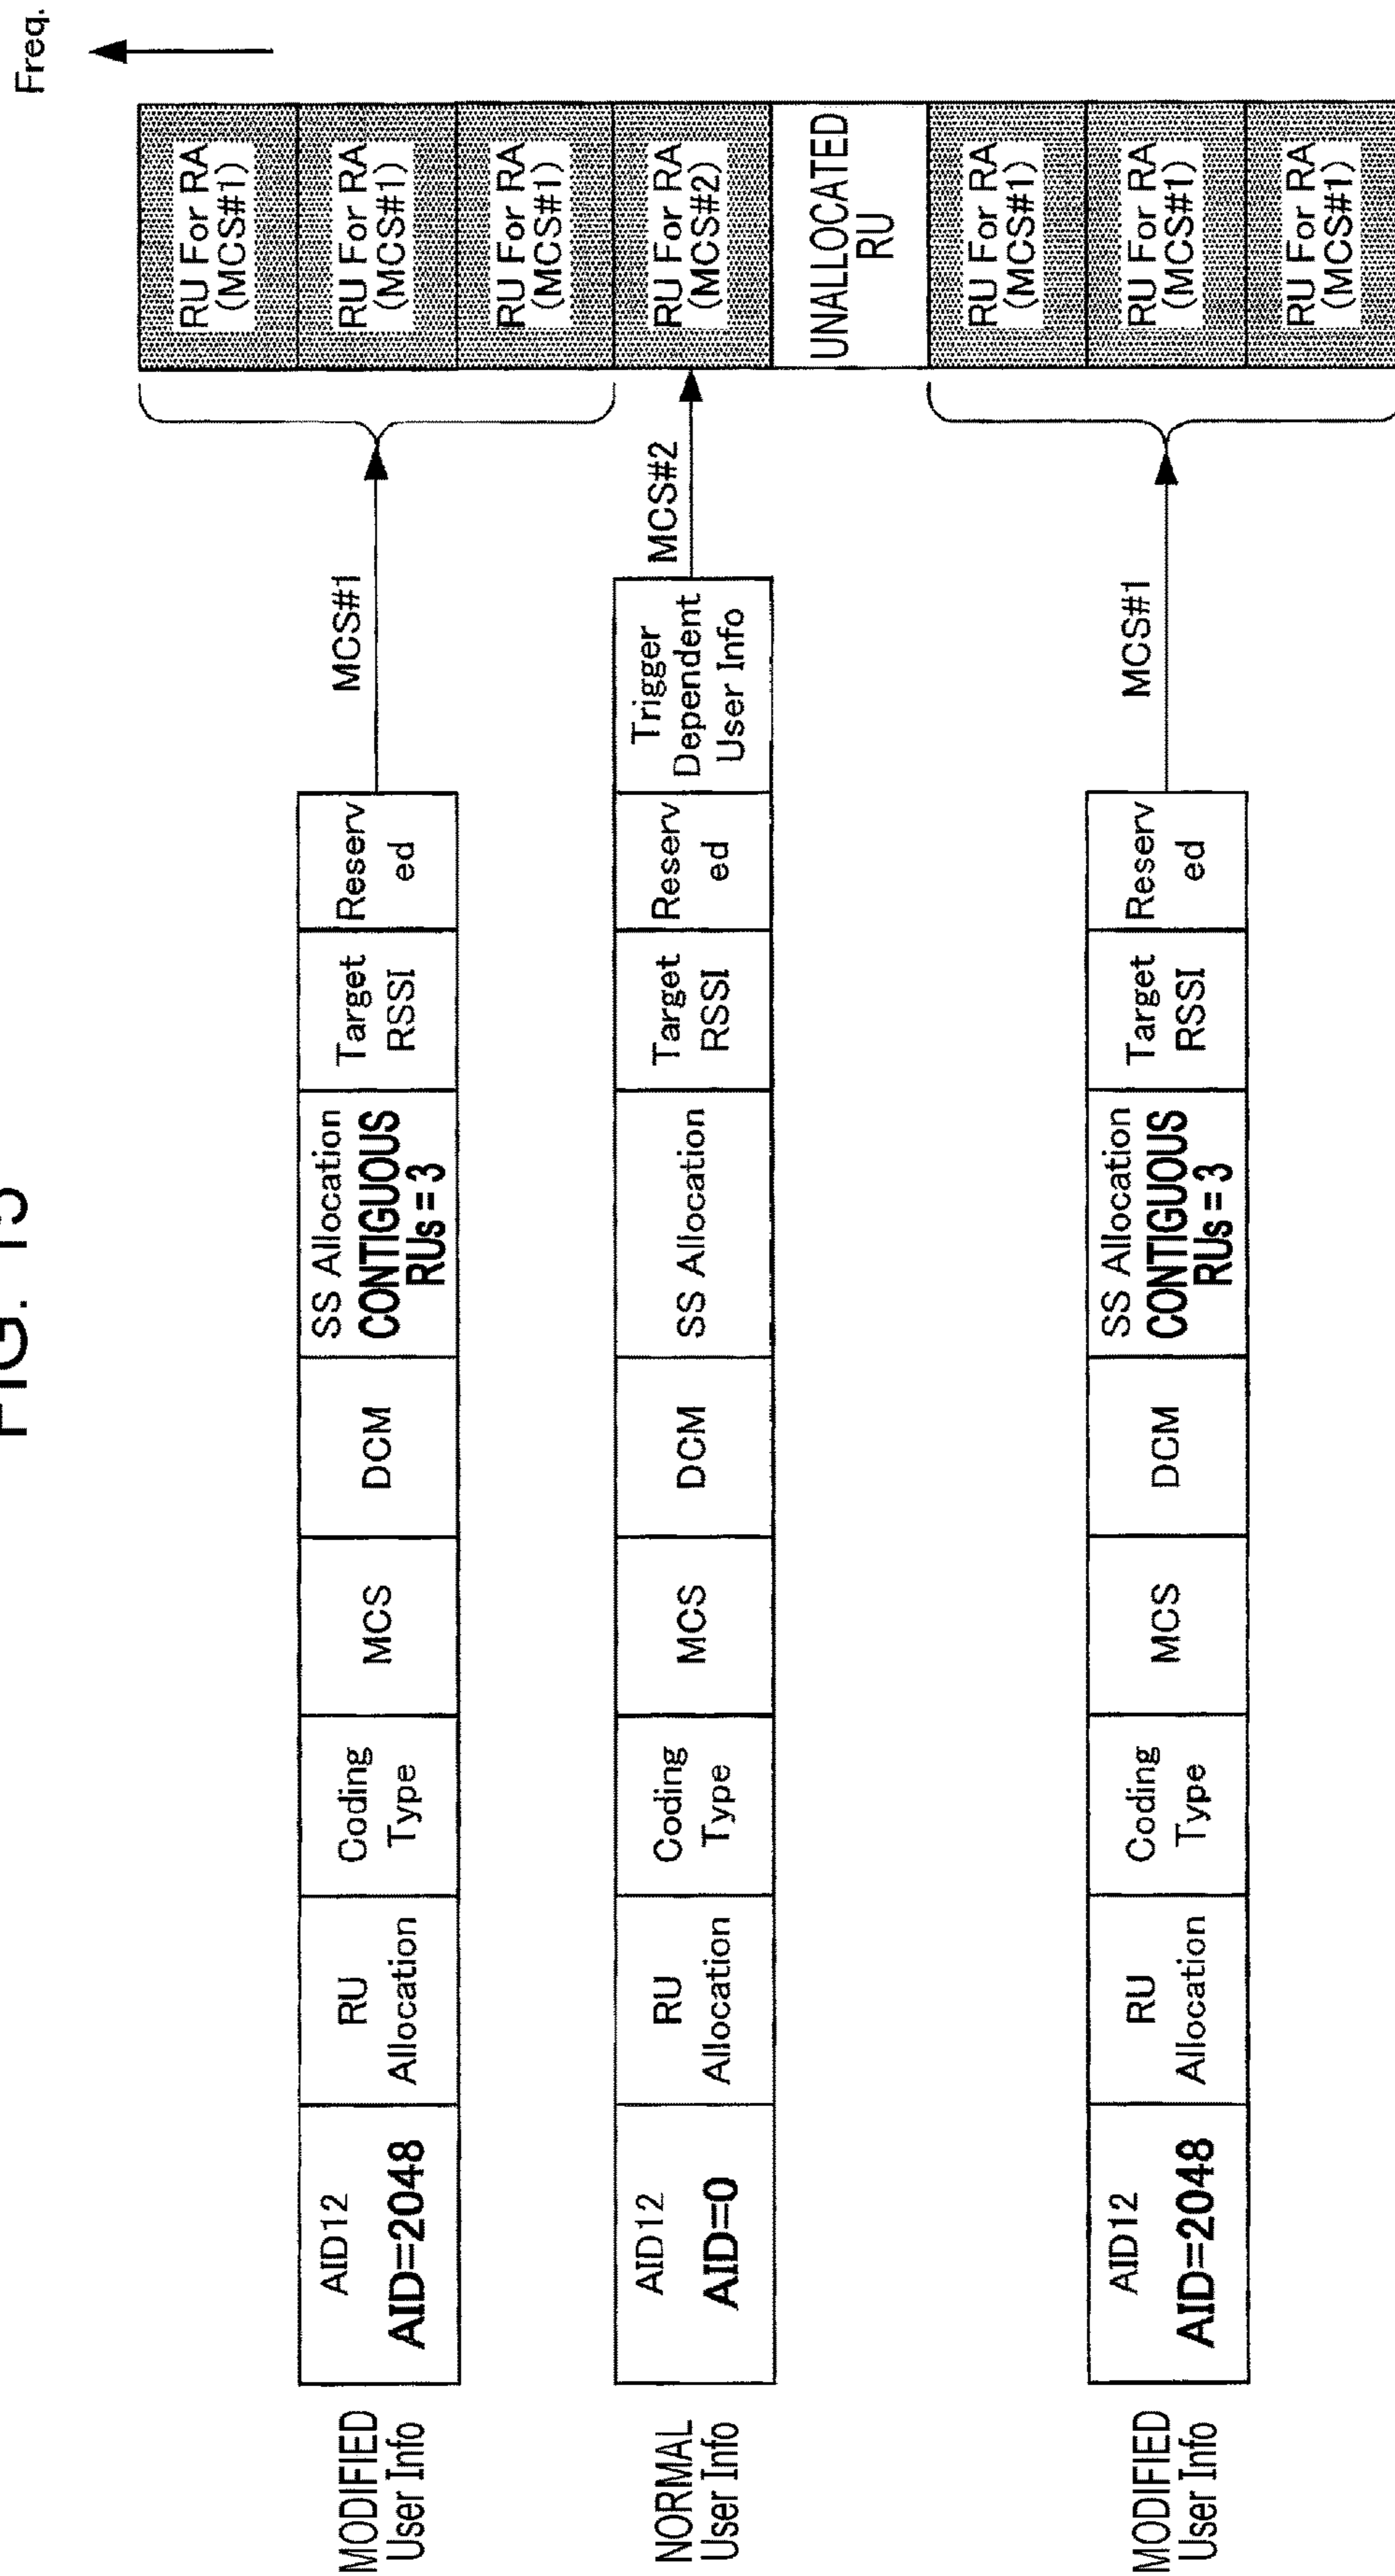 FIG. 15
Freq.
MODIFIED
User Info
AID12
AID=2048
RU
Allocation
Coding
Type
MCS
DCM
SS Allocation
CONTIGUOUS
RUs = 3
Target
RSSI
Reserv
ed
MCS#1
RU For RA
(MCS#1)
RU For RA
(MCS#1)
RU For RA
(MCS#1)
NORMAL
User Info
AID12
AID=0
RU
Allocation
Coding
Type
MCS
DCM
SS Allocation
Target
RSSI
Reserv
ed
Trigger
Dependent
User Info
MCS#2
RU For RA
(MCS#2)
UNALLOCATED
RU
MODIFIED
User Info
AID12
AID=2048
RU
Allocation
Coding
Type
MCS
DCM
SS Allocation
CONTIGUOUS
RUs = 3
Target
RSSI
Reserv
ed
MCS#1
RU For RA
(MCS#1)
RU For RA
(MCS#1)
RU For RA
(MCS#1)